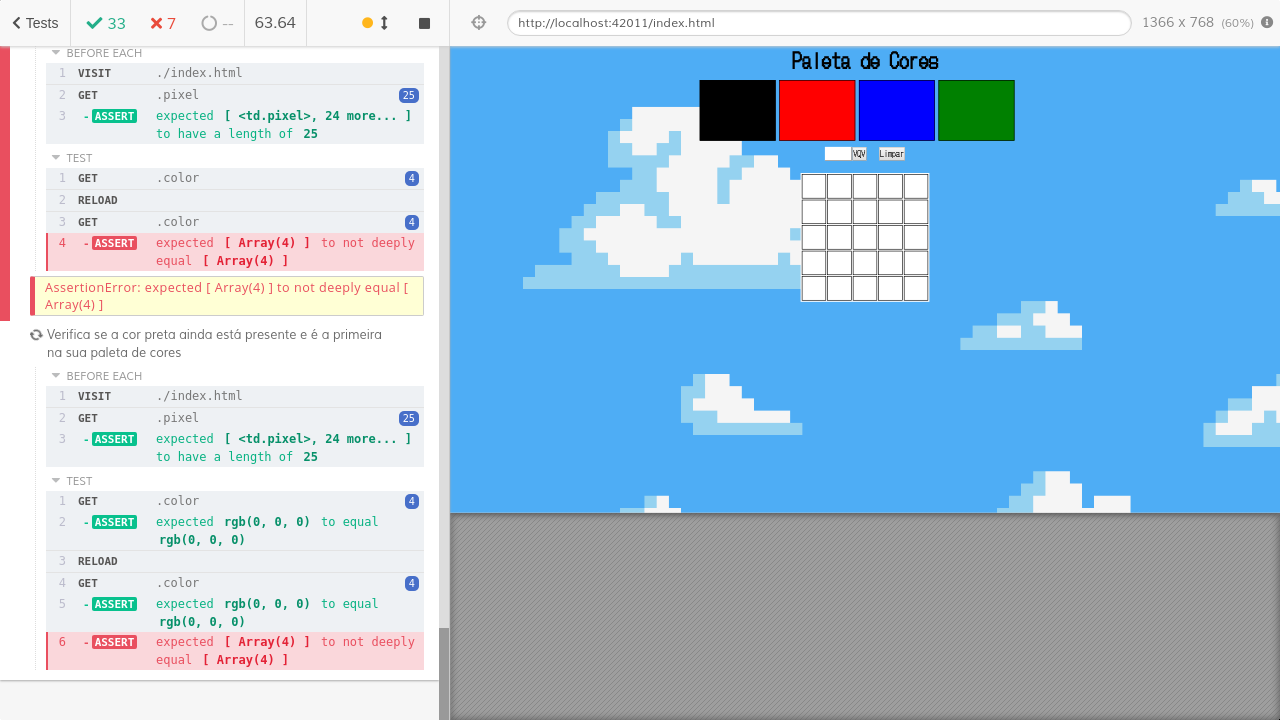 Tests
33
7
--
63.64
http://localhost:42011/index.html
1366 x 768 (60%)
BEFORE EACH
1 VISIT ./index.html
2 GET .pixel 25
3 -ASSERT expected [ <td.pixel>, 24 more... ]
to have a length of 25
TEST
1 GET .color 4
2 RELOAD
3 GET .color 4
4 -ASSERT expected [ Array(4) ] to not deeply
equal [ Array(4) ]
AssertionError: expected [ Array(4) ] to not deeply equal [
Array(4) ]
Verifica se a cor preta ainda está presente e é a primeira
na sua paleta de cores
BEFORE EACH
1 VISIT ./index.html
2 GET .pixel 25
3 -ASSERT expected [ <td.pixel>, 24 more... ]
to have a length of 25
TEST
1 GET .color 4
2 -ASSERT expected rgb(0, 0, 0) to equal
rgb(0, 0, 0)
3 RELOAD
4 GET .color 4
5 -ASSERT expected rgb(0, 0, 0) to equal
rgb(0, 0, 0)
6 -ASSERT expected [ Array(4) ] to not deeply
equal [ Array(4) ]
Paleta de Cores
VQV Limpar